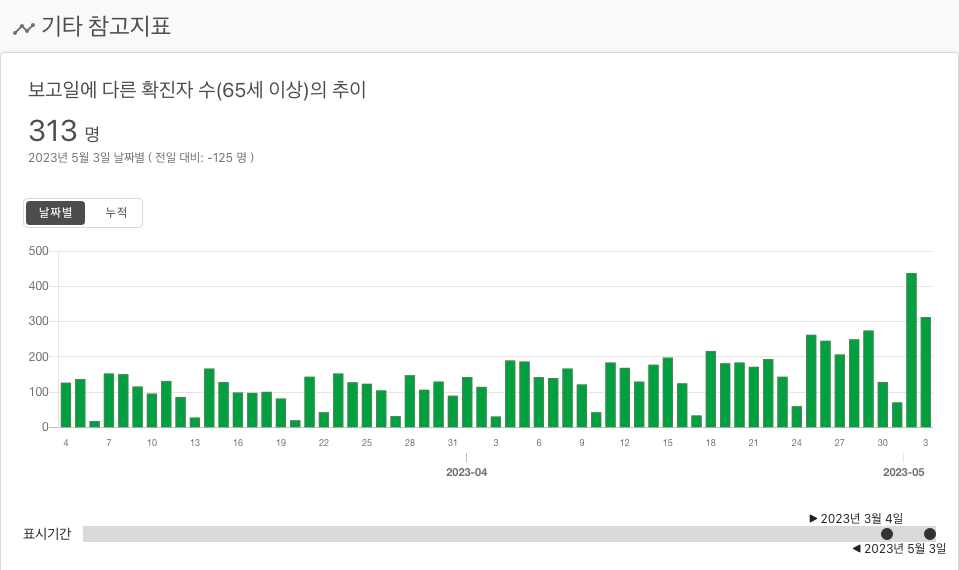 기타 참고지표
보고일에 다른 확진자 수(65세 이상)의 추이
313 명
2023년 5월 3일 날짜별 ( 전일 대비: -125 명 )
날짜별 누적
500
400
300
200
100
0
4 7 10 13 16 19 22 25 28 31 3 6 9 12 15 18 21 24 27 30 3
2023-04 2023-05
▶ 2023년 3월 4일
표시기간
◀ 2023년 5월 3일